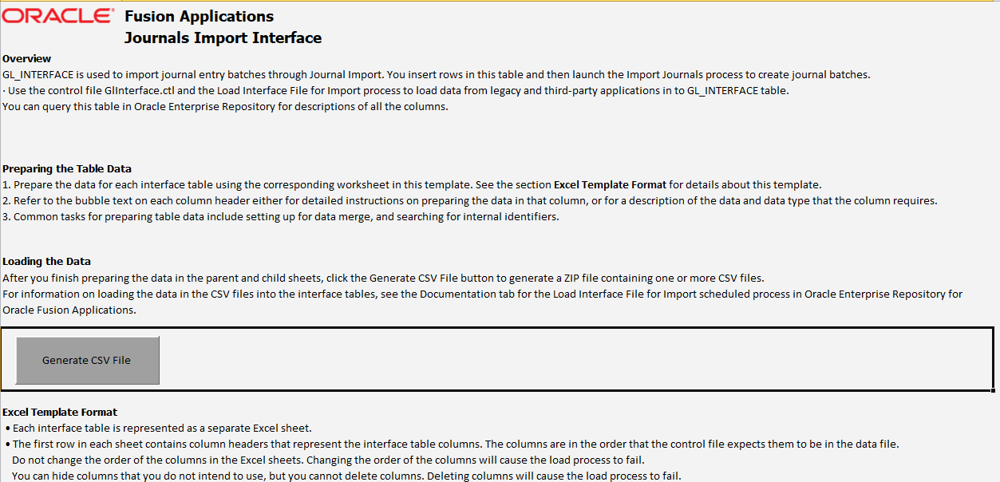 ORACLE® Fusion Applications
Journals Import Interface
Overview
GL_INTERFACE is used to import journal entry batches through Journal Import. You insert rows in this table and then launch the Import Journals process to create journal batches.
· Use the control file GlInterface.ctl and the Load Interface File for Import process to load data from legacy and third-party applications in to GL_INTERFACE table.
You can query this table in Oracle Enterprise Repository for descriptions of all the columns.
Preparing the Table Data
1. Prepare the data for each interface table using the corresponding worksheet in this template. See the section Excel Template Format for details about this template.
2. Refer to the bubble text on each column header either for detailed instructions on preparing the data in that column, or for a description of the data and data type that the column requires.
3. Common tasks for preparing table data include setting up for data merge, and searching for internal identifiers.
Loading the Data
After you finish preparing the data in the parent and child sheets, click the Generate CSV File button to generate a ZIP file containing one or more CSV files.
For information on loading the data in the CSV files into the interface tables, see the Documentation tab for the Load Interface File for Import scheduled process in Oracle Enterprise Repository for
Oracle Fusion Applications.
Generate CSV File
Excel Template Format
• Each interface table is represented as a separate Excel sheet.
• The first row in each sheet contains column headers that represent the interface table columns. The columns are in the order that the control file expects them to be in the data file.
Do not change the order of the columns in the Excel sheets. Changing the order of the columns will cause the load process to fail.
You can hide columns that you do not intend to use, but you cannot delete columns. Deleting columns will cause the load process to fail.